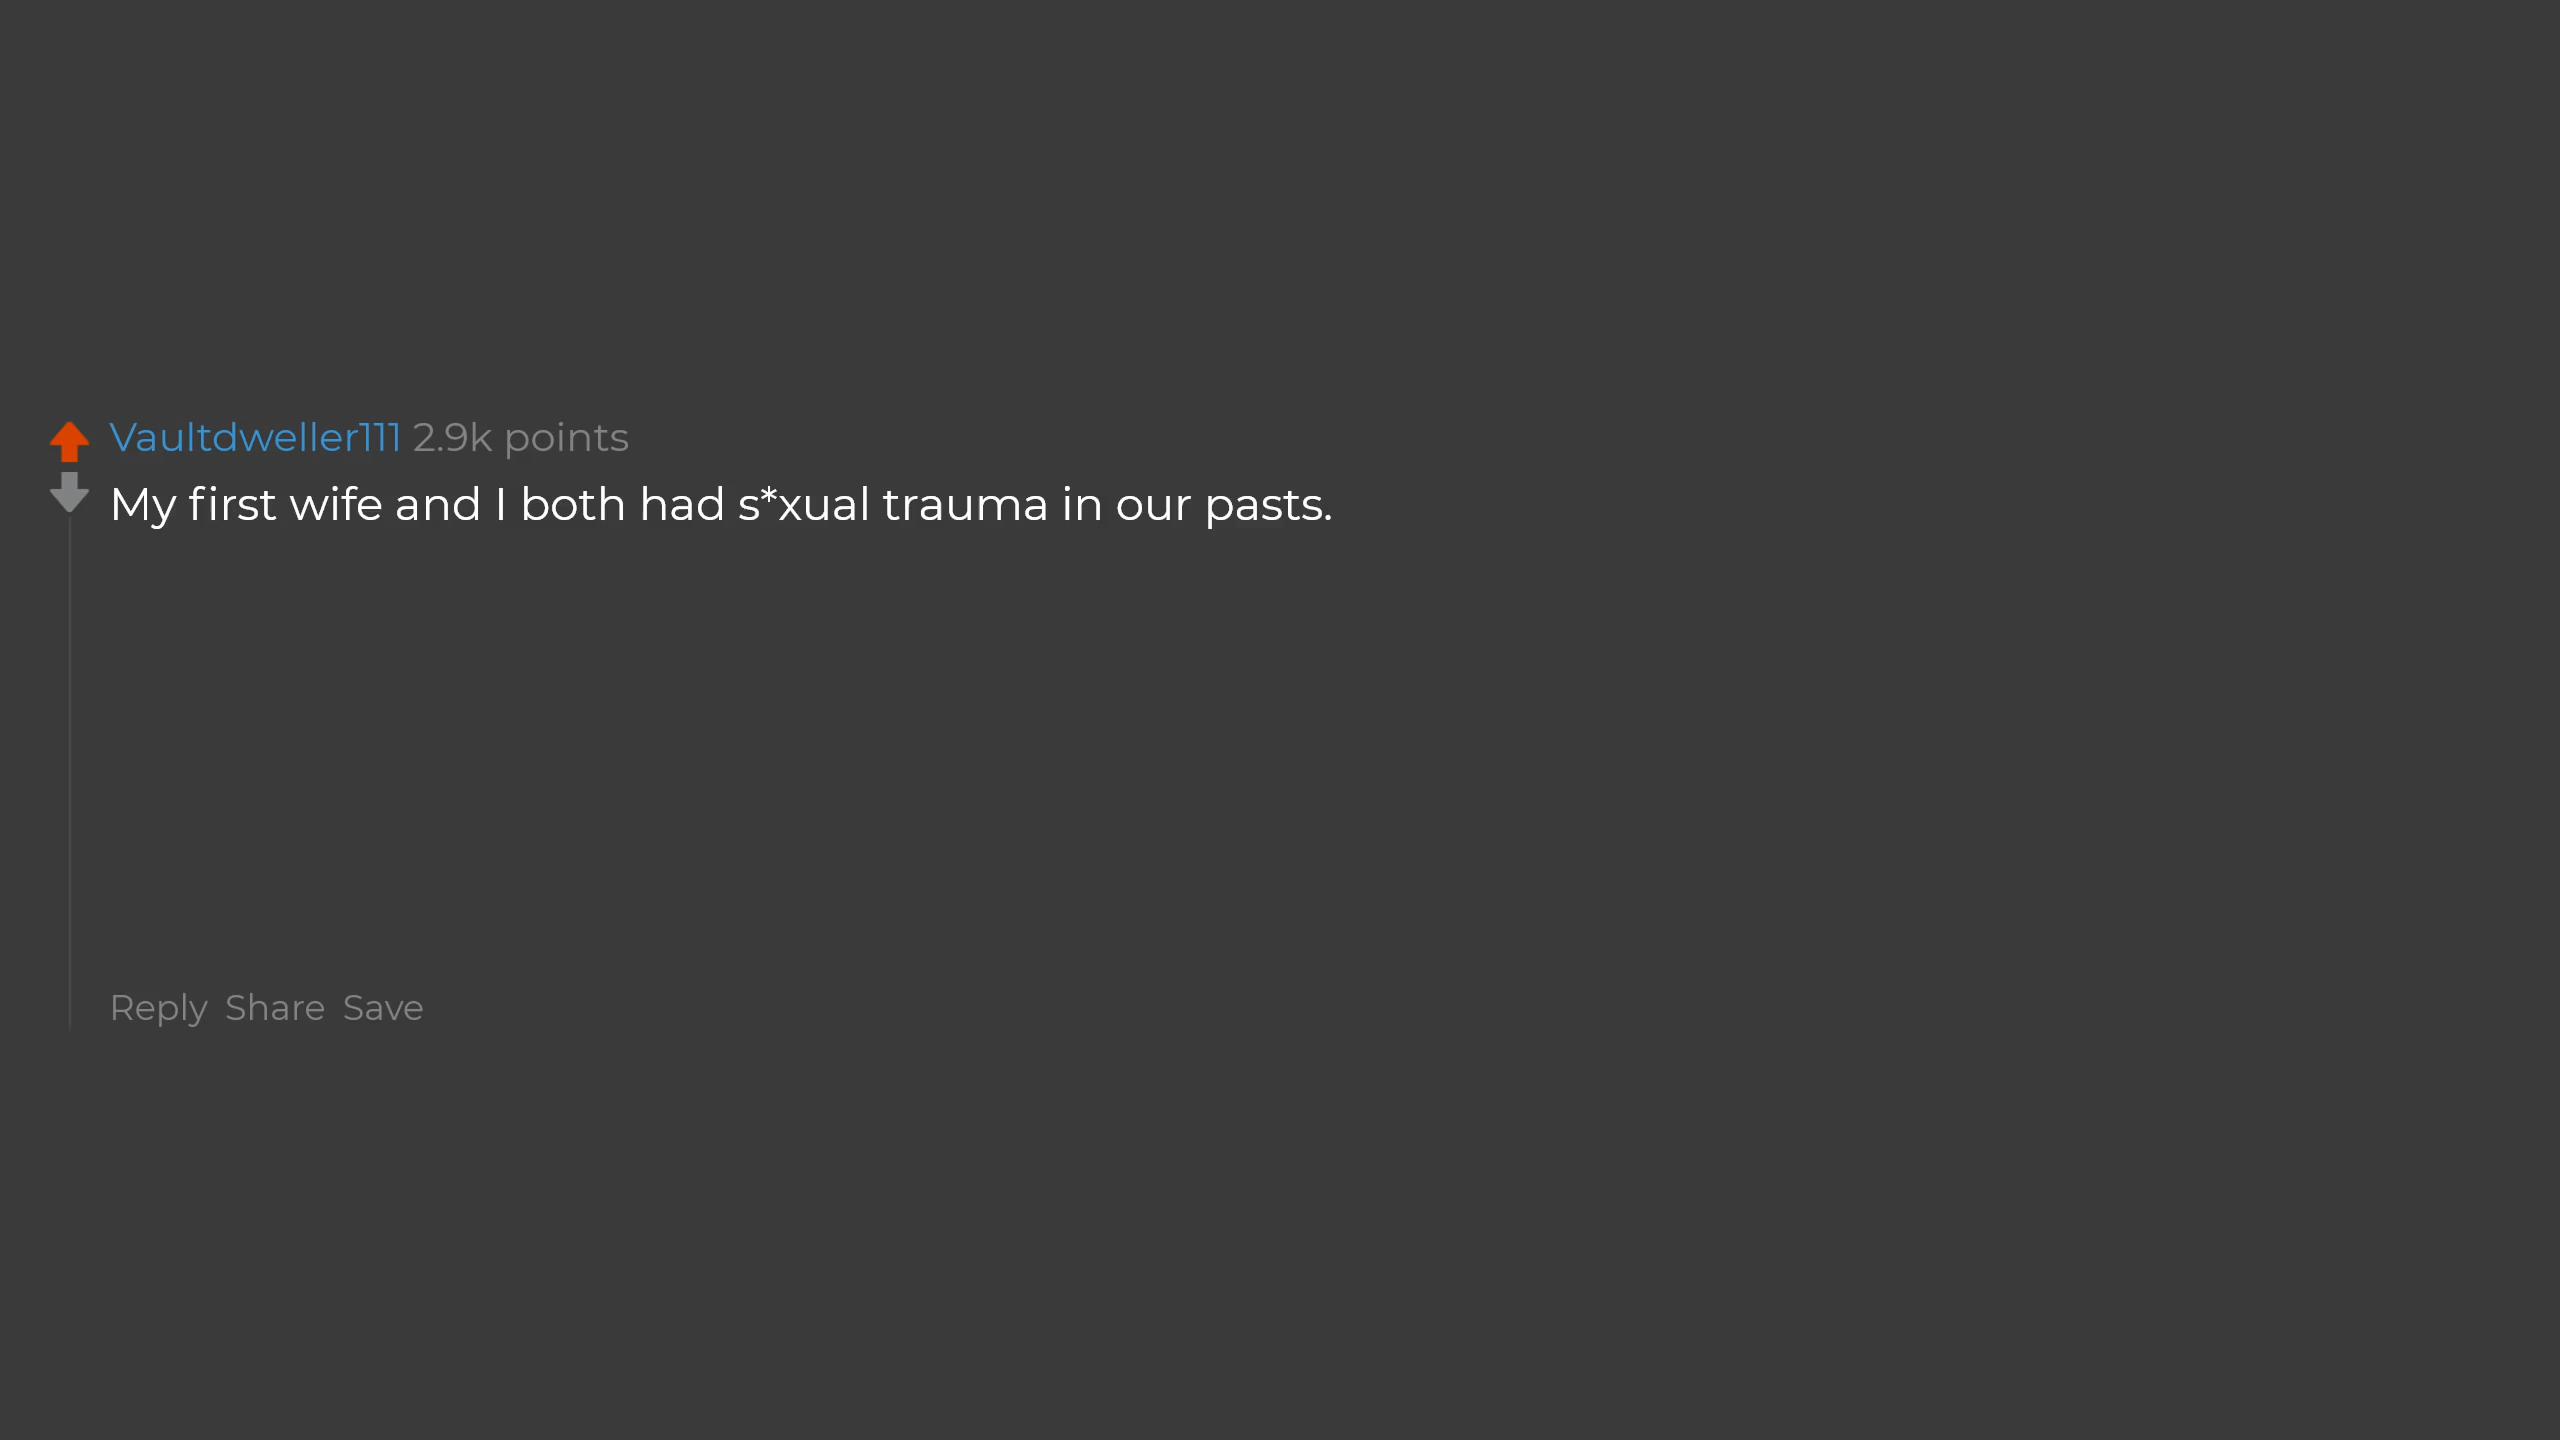 Vaultdweller111 2.9k points
My first wife and I both had s*xual trauma in our pasts.
Reply Share Save